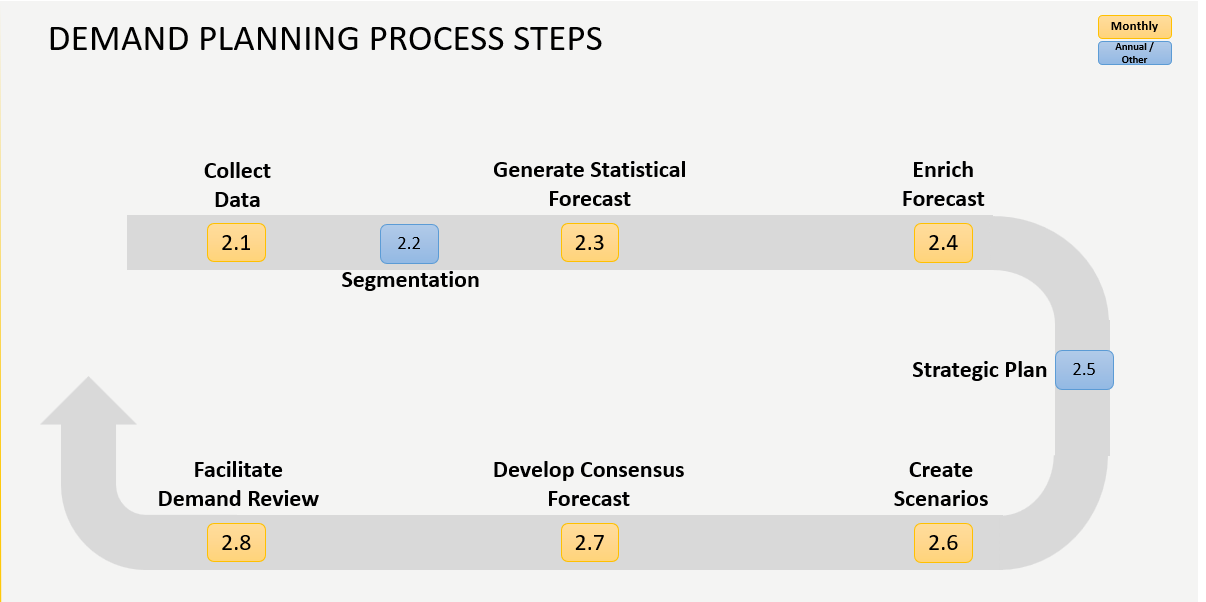 DEMAND PLANNING PROCESS STEPS
Monthly
Annual /
Other
Collect
Data
2.1
2.2
Segmentation
Generate Statistical
Forecast
2.3
Enrich
Forecast
2.4
Strategic Plan
2.5
Create
Scenarios
2.6
Develop Consensus
Forecast
2.7
Facilitate
Demand Review
2.8